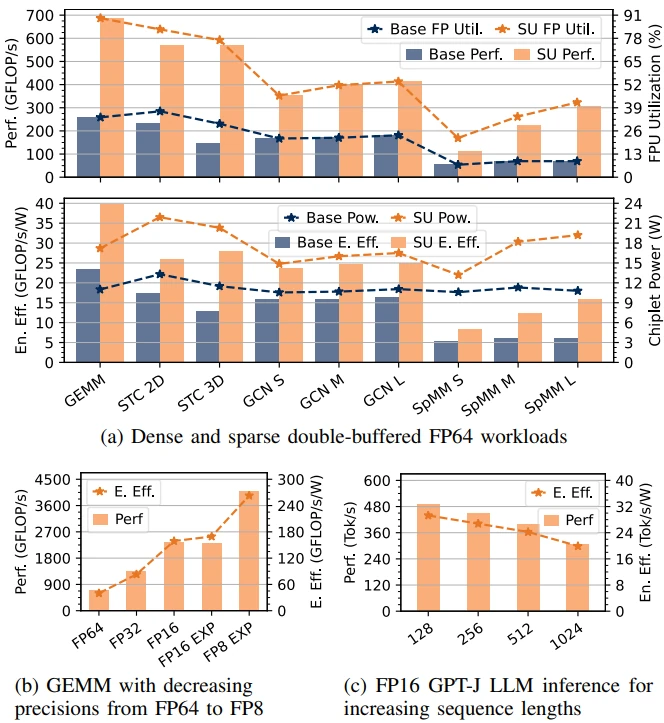 Perf. (GFLOP/s)
700
600
500
400
300
200
100
0
Base FP Util.
SU FP Util.
Base Perf.
SU Perf.
91
78
65
52
39
26
13
0
FPU Utilization (%)
En. Eff. (GFLOP/s/W)
40
35
30
25
20
15
10
5
0
Base Pow.
SU Pow.
Base E. Eff.
SU E. Eff.
24
21
18
15
12
9
6
3
0
Chiplet Power (W)
GEMM
STC 2D
STC 3D
GCN S
GCN M
GCN L
SpMM S
SpMM M
SpMM L
(a) Dense and sparse double-buffered FP64 workloads
Perf. (GFLOP/s)
4500
3600
2700
1800
900
0
E. Eff.
Perf
300
240
180
120
60
0
E. Eff. (GFLOP/s/W)
FP64
FP32
FP16
FP16 EXP
FP8 EXP
(b) GEMM with decreasing
precisions from FP64 to FP8
Perf. (Tok/s)
600
480
360
240
120
0
E. Eff.
Perf
40
32
24
16
8
0
En. Eff (Tok/s/W)
128
256
512
1024
(c) FP16 GPT-J LLM inference for
increasing sequence lengths